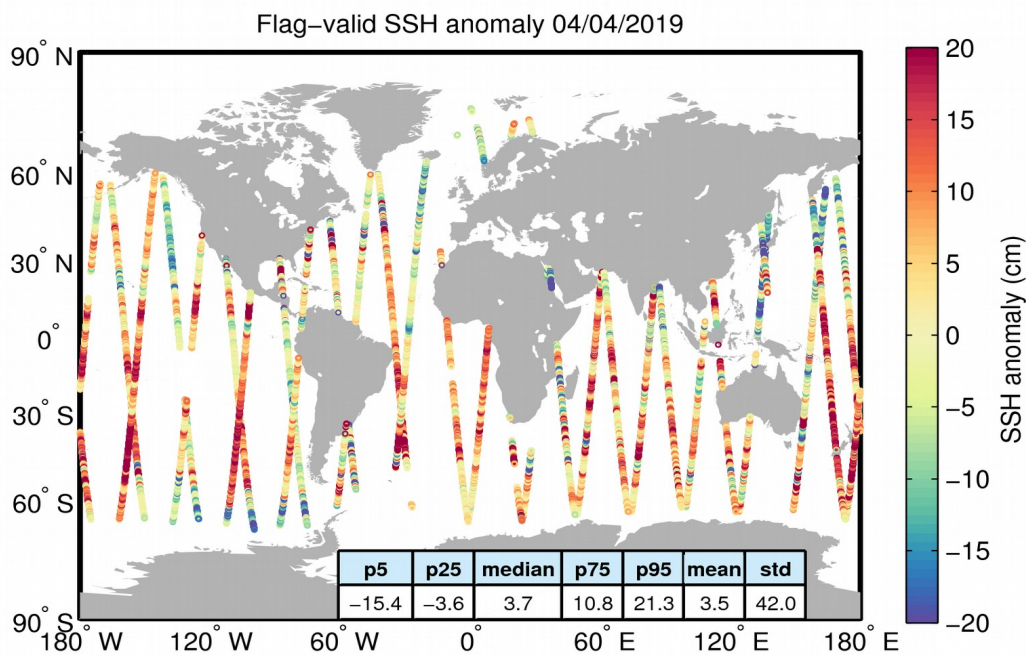 Flag−valid SSH anomaly 04/04/2019
90° N
60° N
30° N
0°
30° S
60° S
90° S
180° W
120° W
60° W
0°
60° E
120° E
180° E
p5 p25 median p75 p95 mean std
−15.4 −3.6 3.7 10.8 21.3 3.5 42.0
20
15
10
5
0
−5
−10
−15
−20
SSH anomaly (cm)